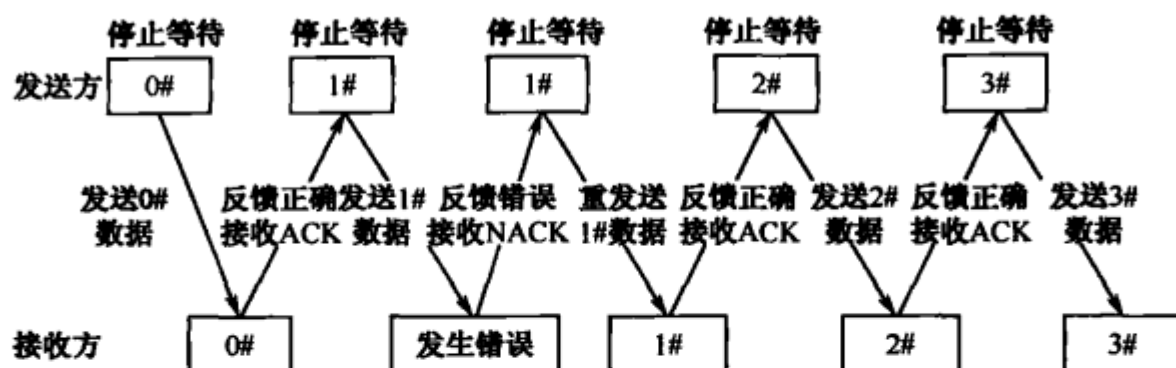 停止等待 停止等待 停止等待 停止等待 停止等待
发送方 0# 1# 1# 2# 3#
发送0# 反馈正确 发送1# 反馈错误 重发送 反馈正确 发送2# 反馈正确 发送3#
数据 接收ACK 数据 接收NACK 1#数据 接收ACK 数据 接收ACK 数据
接收方 0# 发生错误 1# 2# 3#